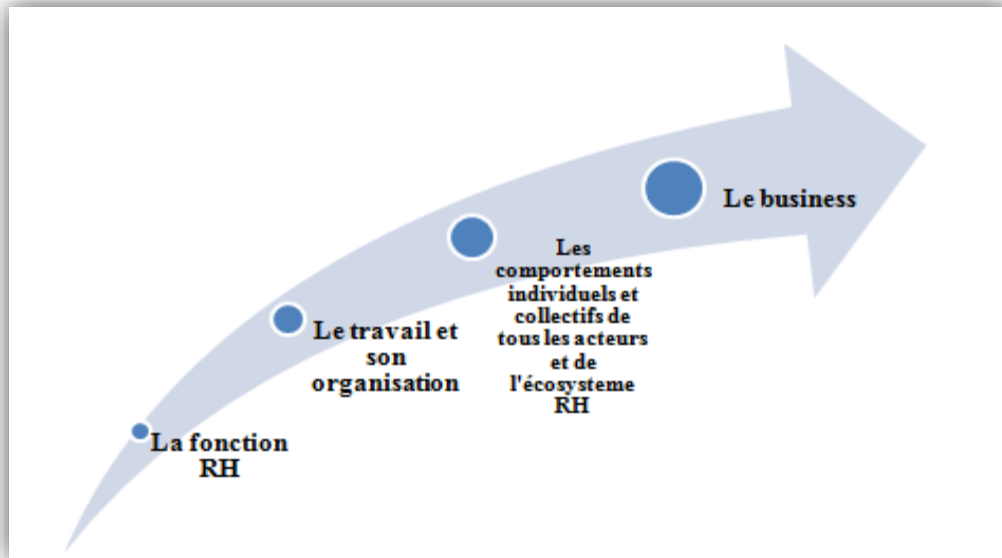 La fonction
RH
Le travail et
son
organisation
Les
comportements
individuels et
collectifs de
tous les acteurs
et de
l'écosysteme
RH
Le business